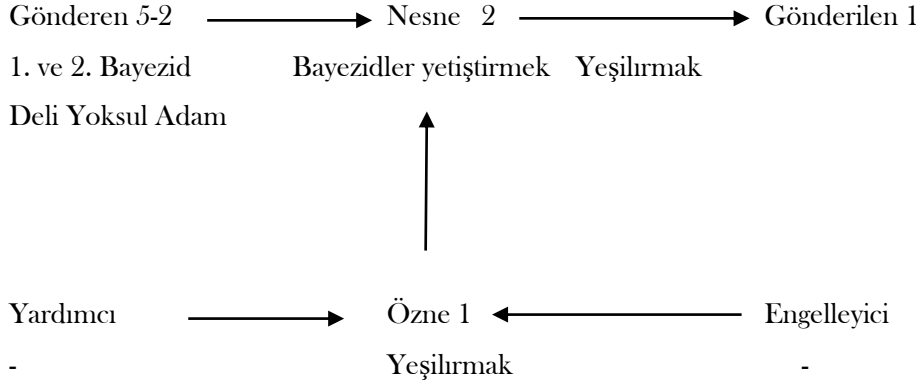 Gönderen 5-2 Nesne 2 Gönderilen 1
1. ve 2. Bayezid Bayezidler yetiştirmek Yeşilırmak
Deli Yoksul Adam
Yardımcı Özne 1 Engelleyici
- Yeşilırmak -